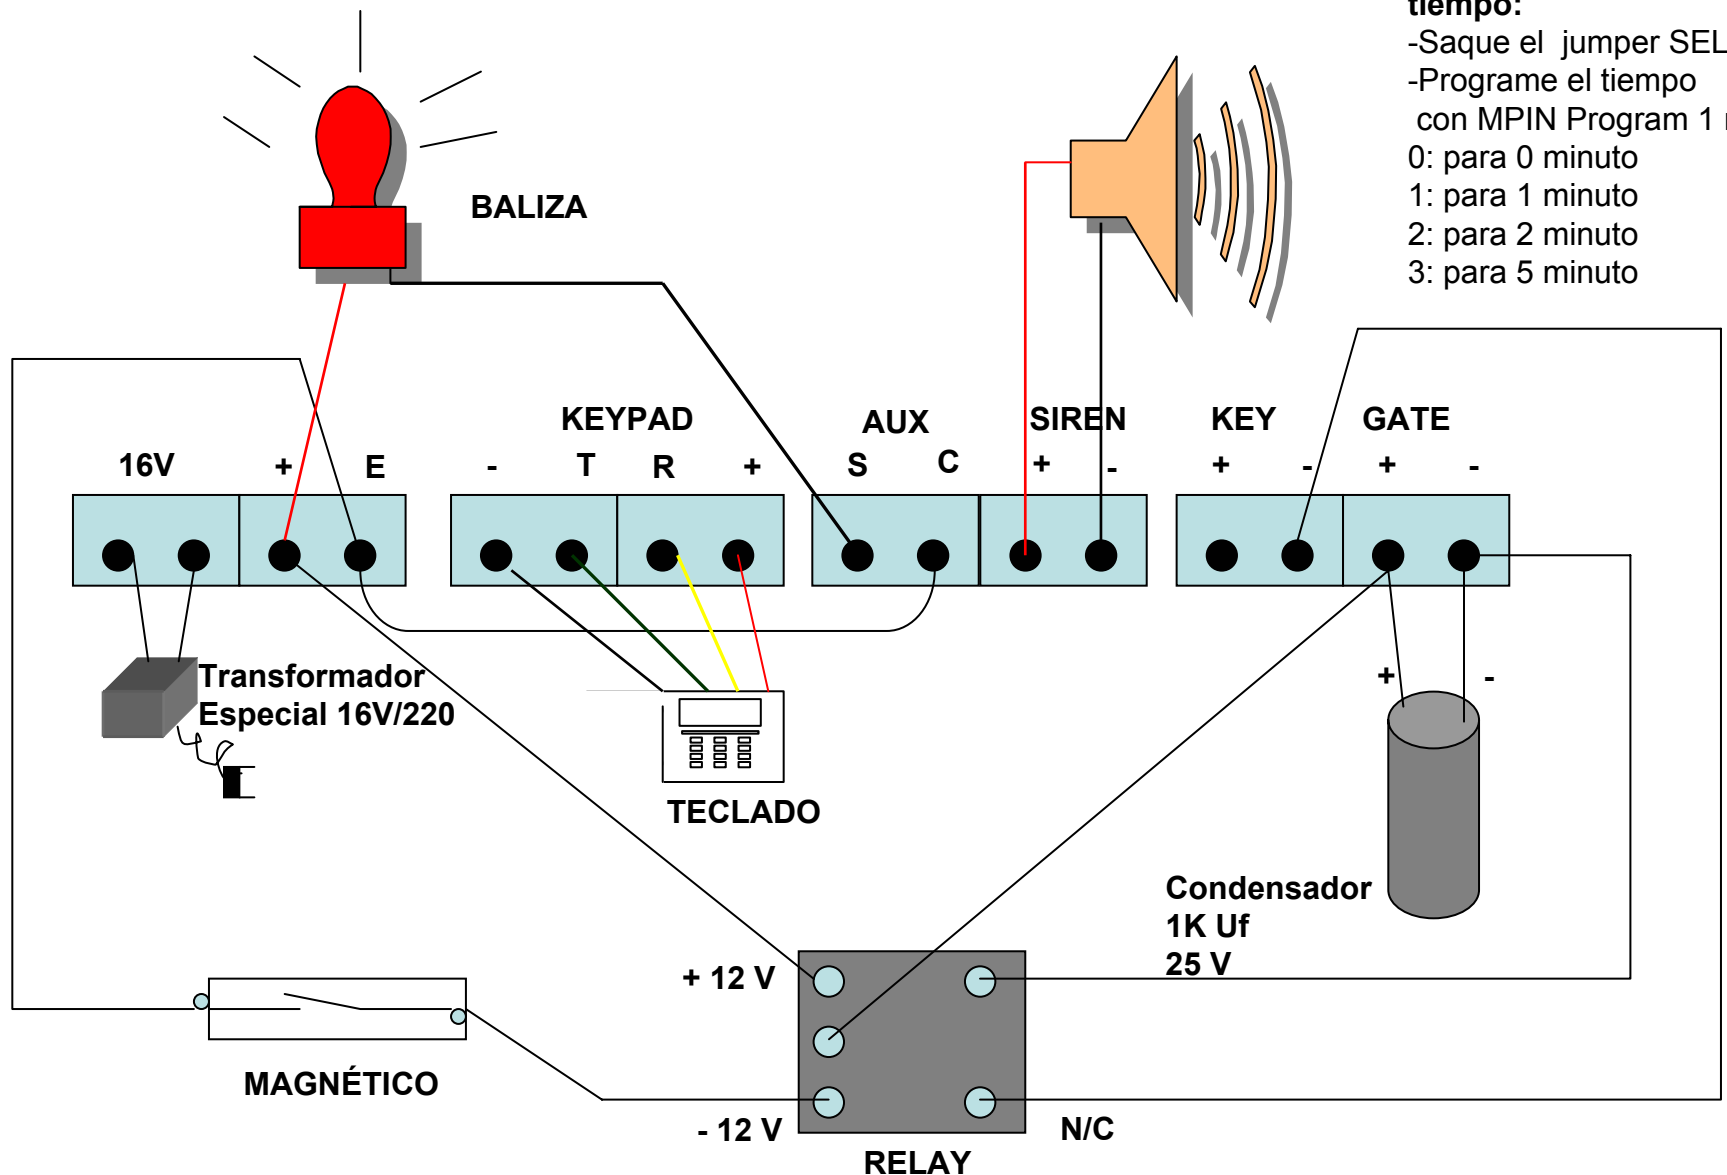 tiempo:
-Saque el jumper SEL
-Programe el tiempo
con MPIN Program 1
0: para 0 minuto
1: para 1 minuto
2: para 2 minuto
3: para 5 minuto
BALIZA
KEYPAD
AUX
SIREN
KEY
GATE
16V + E - T R + S C + - + - + -
Transformador
Especial 16V/220
+ -
TECLADO
Condensador
1K Uf
25 V
+ 12 V
MAGNÉTICO
- 12 V
N/C
RELAY